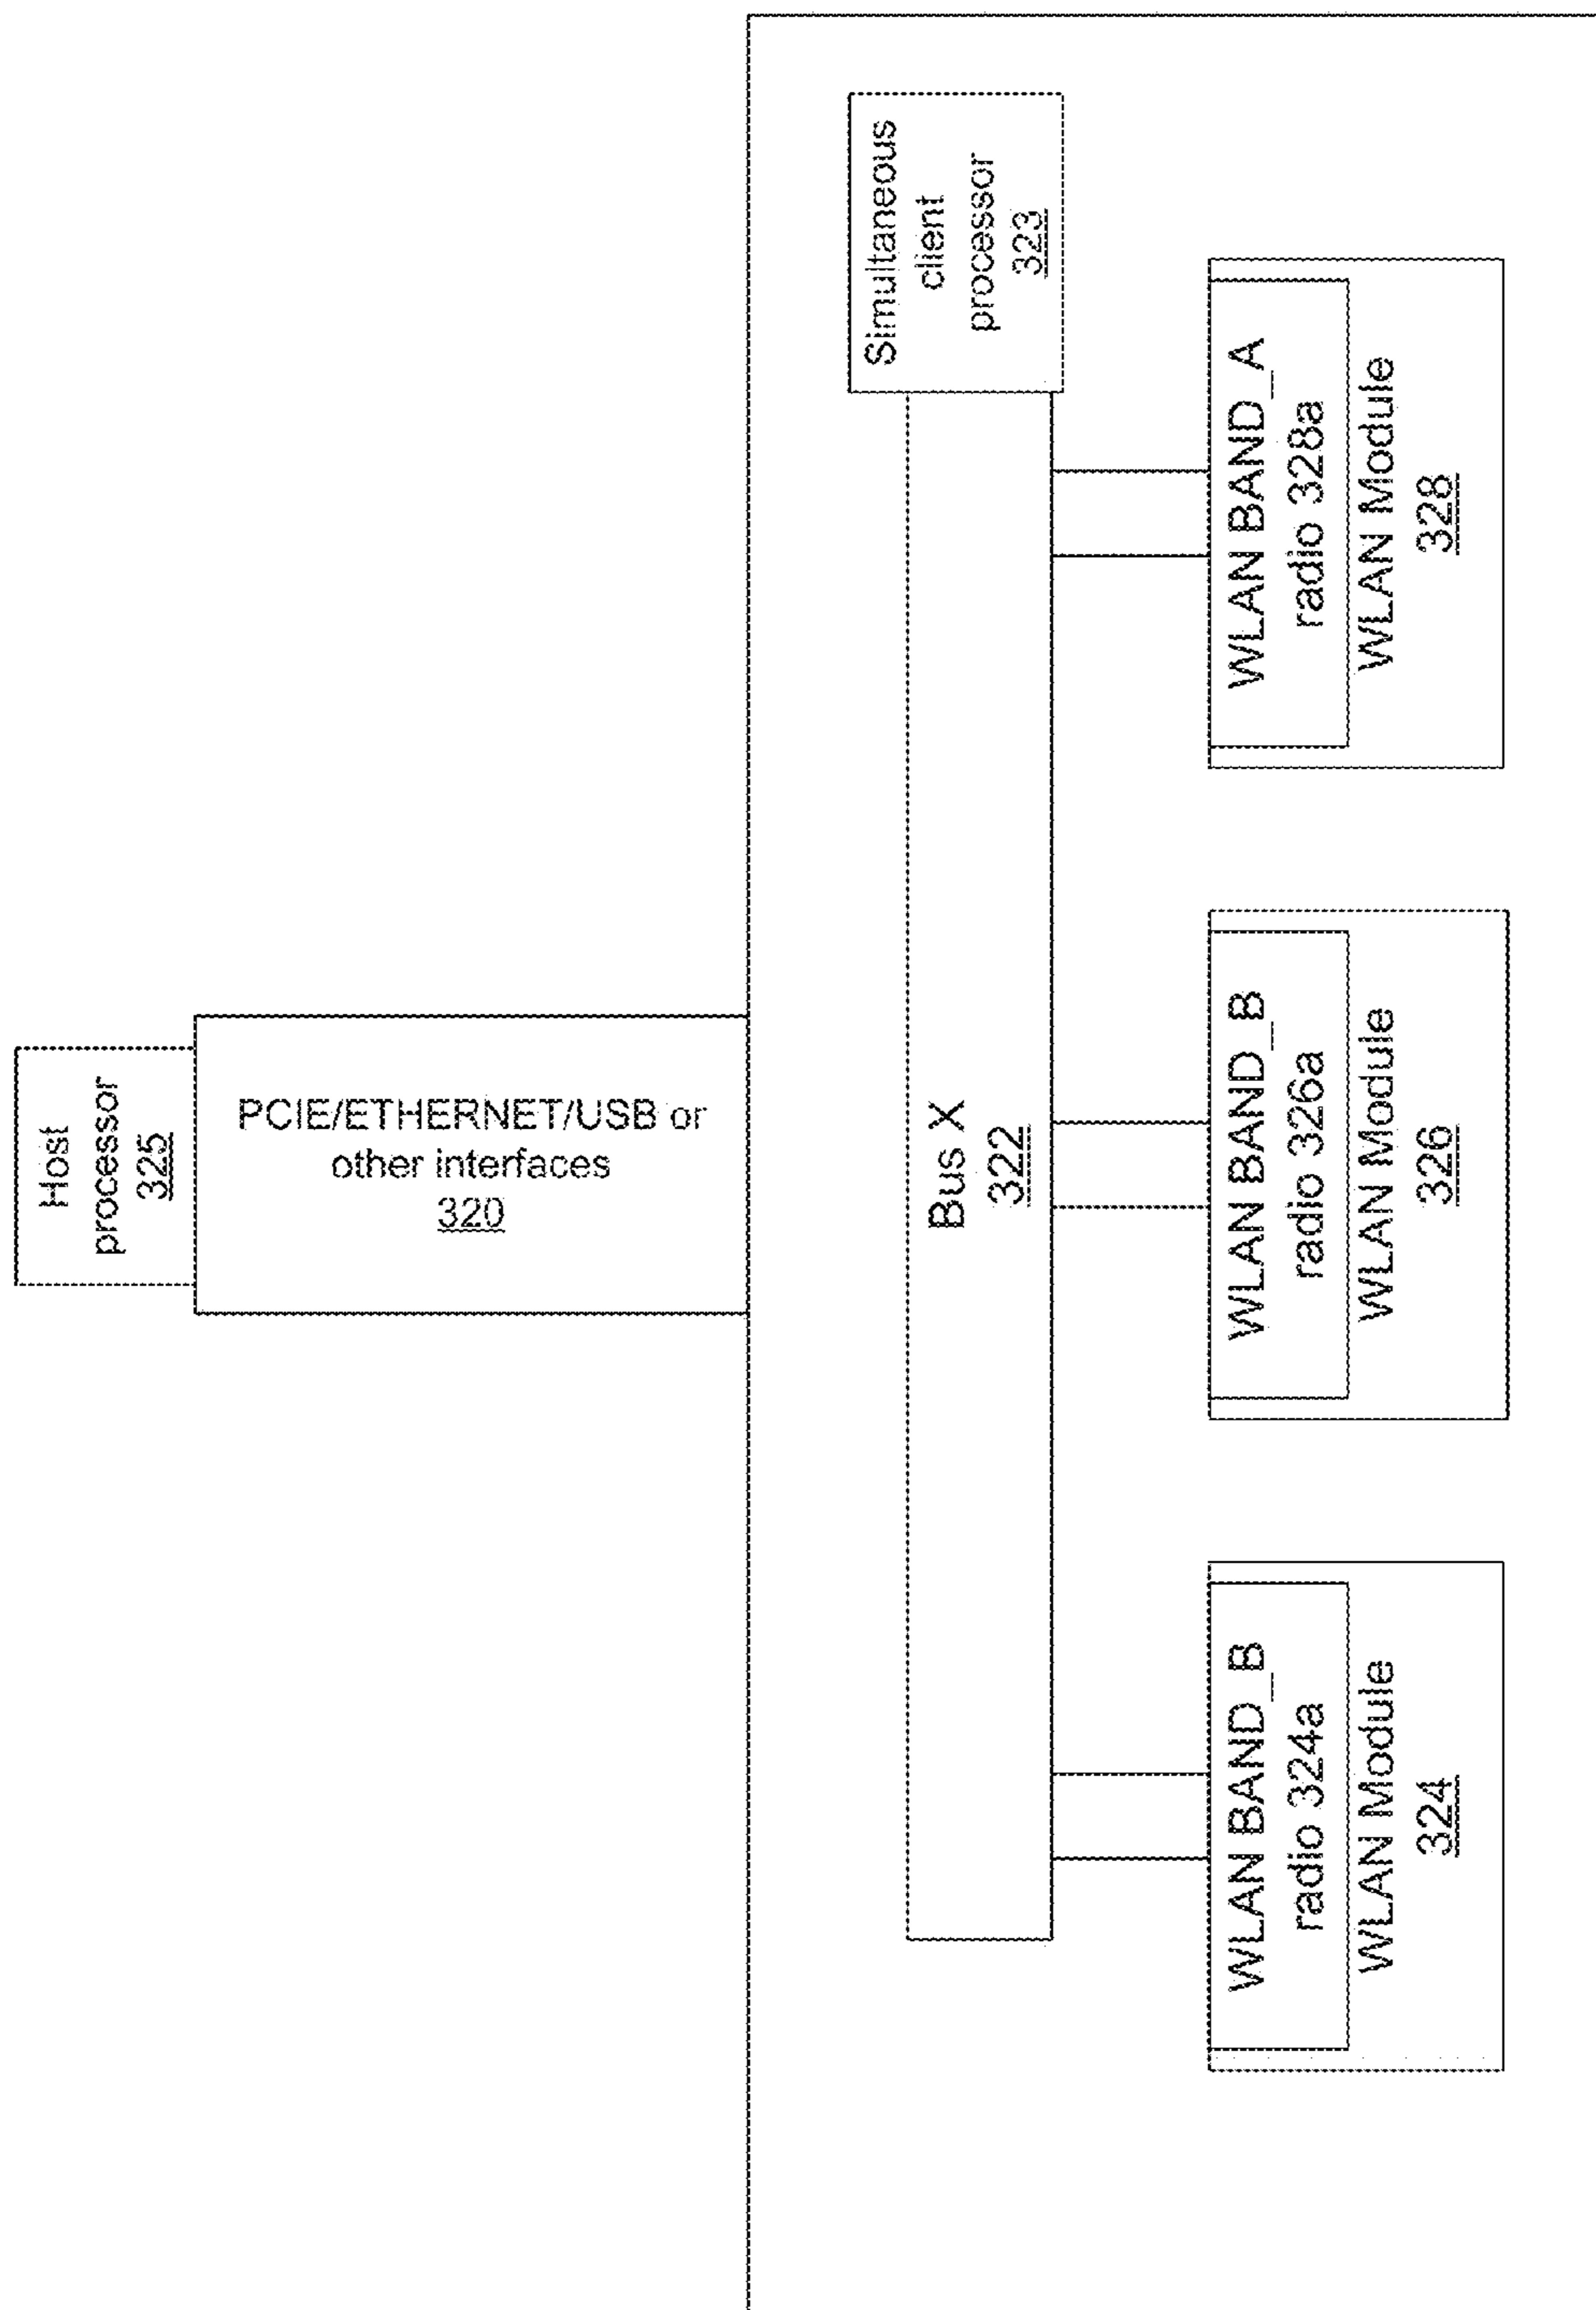 Host
processor
325
PCIE/ETHERNET/USB or
other interfaces
320
Simultaneous
client
processor
323
Bus X
322
WLAN BAND_B
radio 324a
WLAN Module
324
WLAN BAND_B
radio 326a
WLAN Module
326
WLAN BAND_A
radio 328a
WLAN Module
328